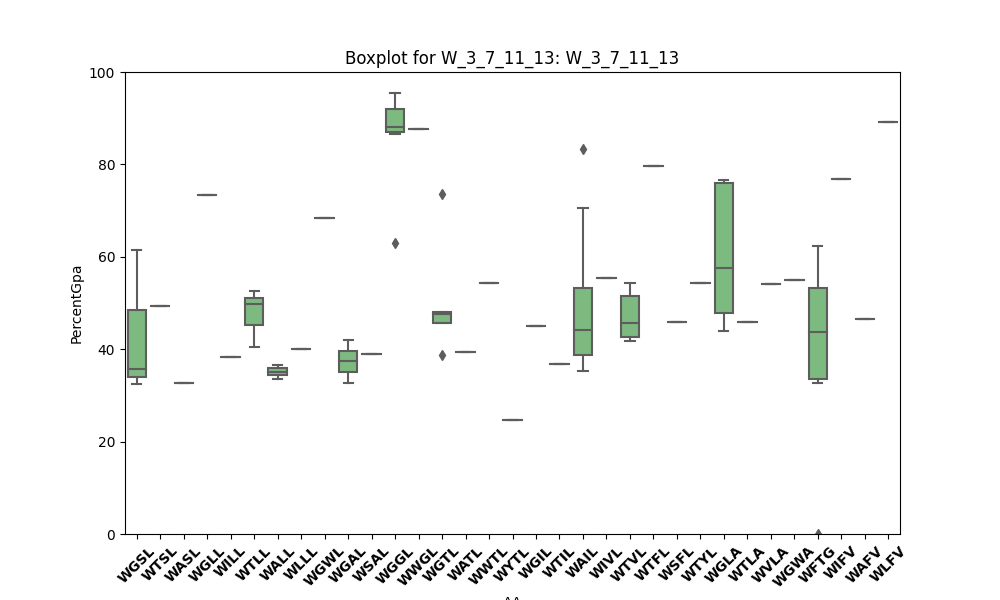 Boxplot for W_3_7_11_13: W_3_7_11_13
PercentGpa
100
80
60
40
20
0
WGSL
WTSL
WASL
WGLL
WILL
WTLL
WALL
WLLL
WGWL
WGAL
WSAL
WGGL
WWGL
WGTL
WATL
WWTL
WYTL
WGIL
WTIL
WAIL
WIVL
WTVL
WTFL
WSFL
WTYL
WGLA
WTLA
WVLA
WGWA
WFTG
WIFV
WAFV
WLFV